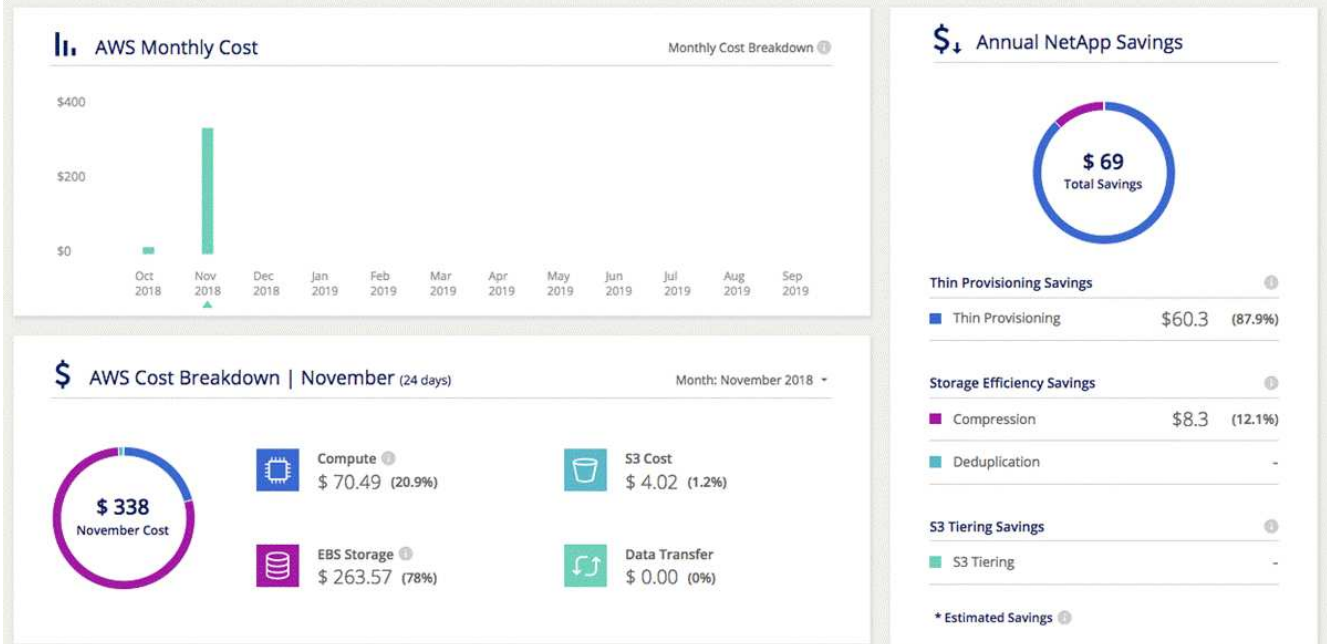 AWS Monthly Cost
Monthly Cost Breakdown
$400
$200
$0
Oct Nov Dec Jan Feb Mar Apr May Jun Jul Aug Sep
2018 2018 2018 2019 2019 2019 2019 2019 2019 2019 2019 2019
$ AWS Cost Breakdown | November (24 days)
Month: November 2018
$ 338
November Cost
Compute
$ 70.49 (20.9%)
S3 Cost
$ 4.02 (1.2%)
EBS Storage
$ 263.57 (78%)
Data Transfer
$ 0.00 (0%)
$ Annual NetApp Savings
$ 69
Total Savings
Thin Provisioning Savings
Thin Provisioning $60.3 (87.9%)
Storage Efficiency Savings
Compression $8.3 (12.1%)
Deduplication -
S3 Tiering Savings
S3 Tiering -
* Estimated Savings